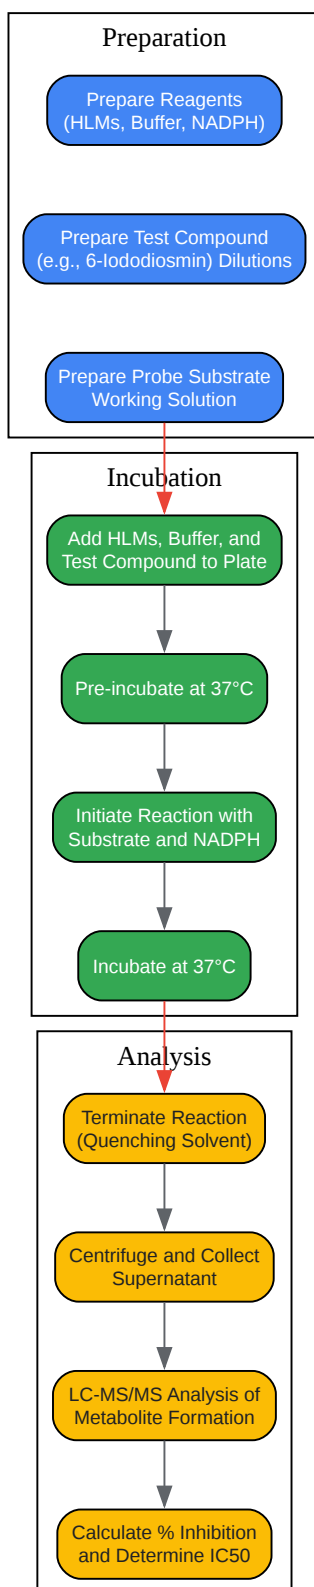 Preparation
Prepare Reagents
(HLMs, Buffer, NADPH)
Prepare Test Compound
(e.g., 6-Iododiosmin) Dilutions
Prepare Probe Substrate
Working Solution
Incubation
Add HLMs, Buffer, and
Test Compound to Plate
Pre-incubate at 37°C
Initiate Reaction with
Substrate and NADPH
Incubate at 37°C
Analysis
Terminate Reaction
(Quenching Solvent)
Centrifuge and Collect
Supernatant
LC-MS/MS Analysis of
Metabolite Formation
Calculate % Inhibition
and Determine IC50